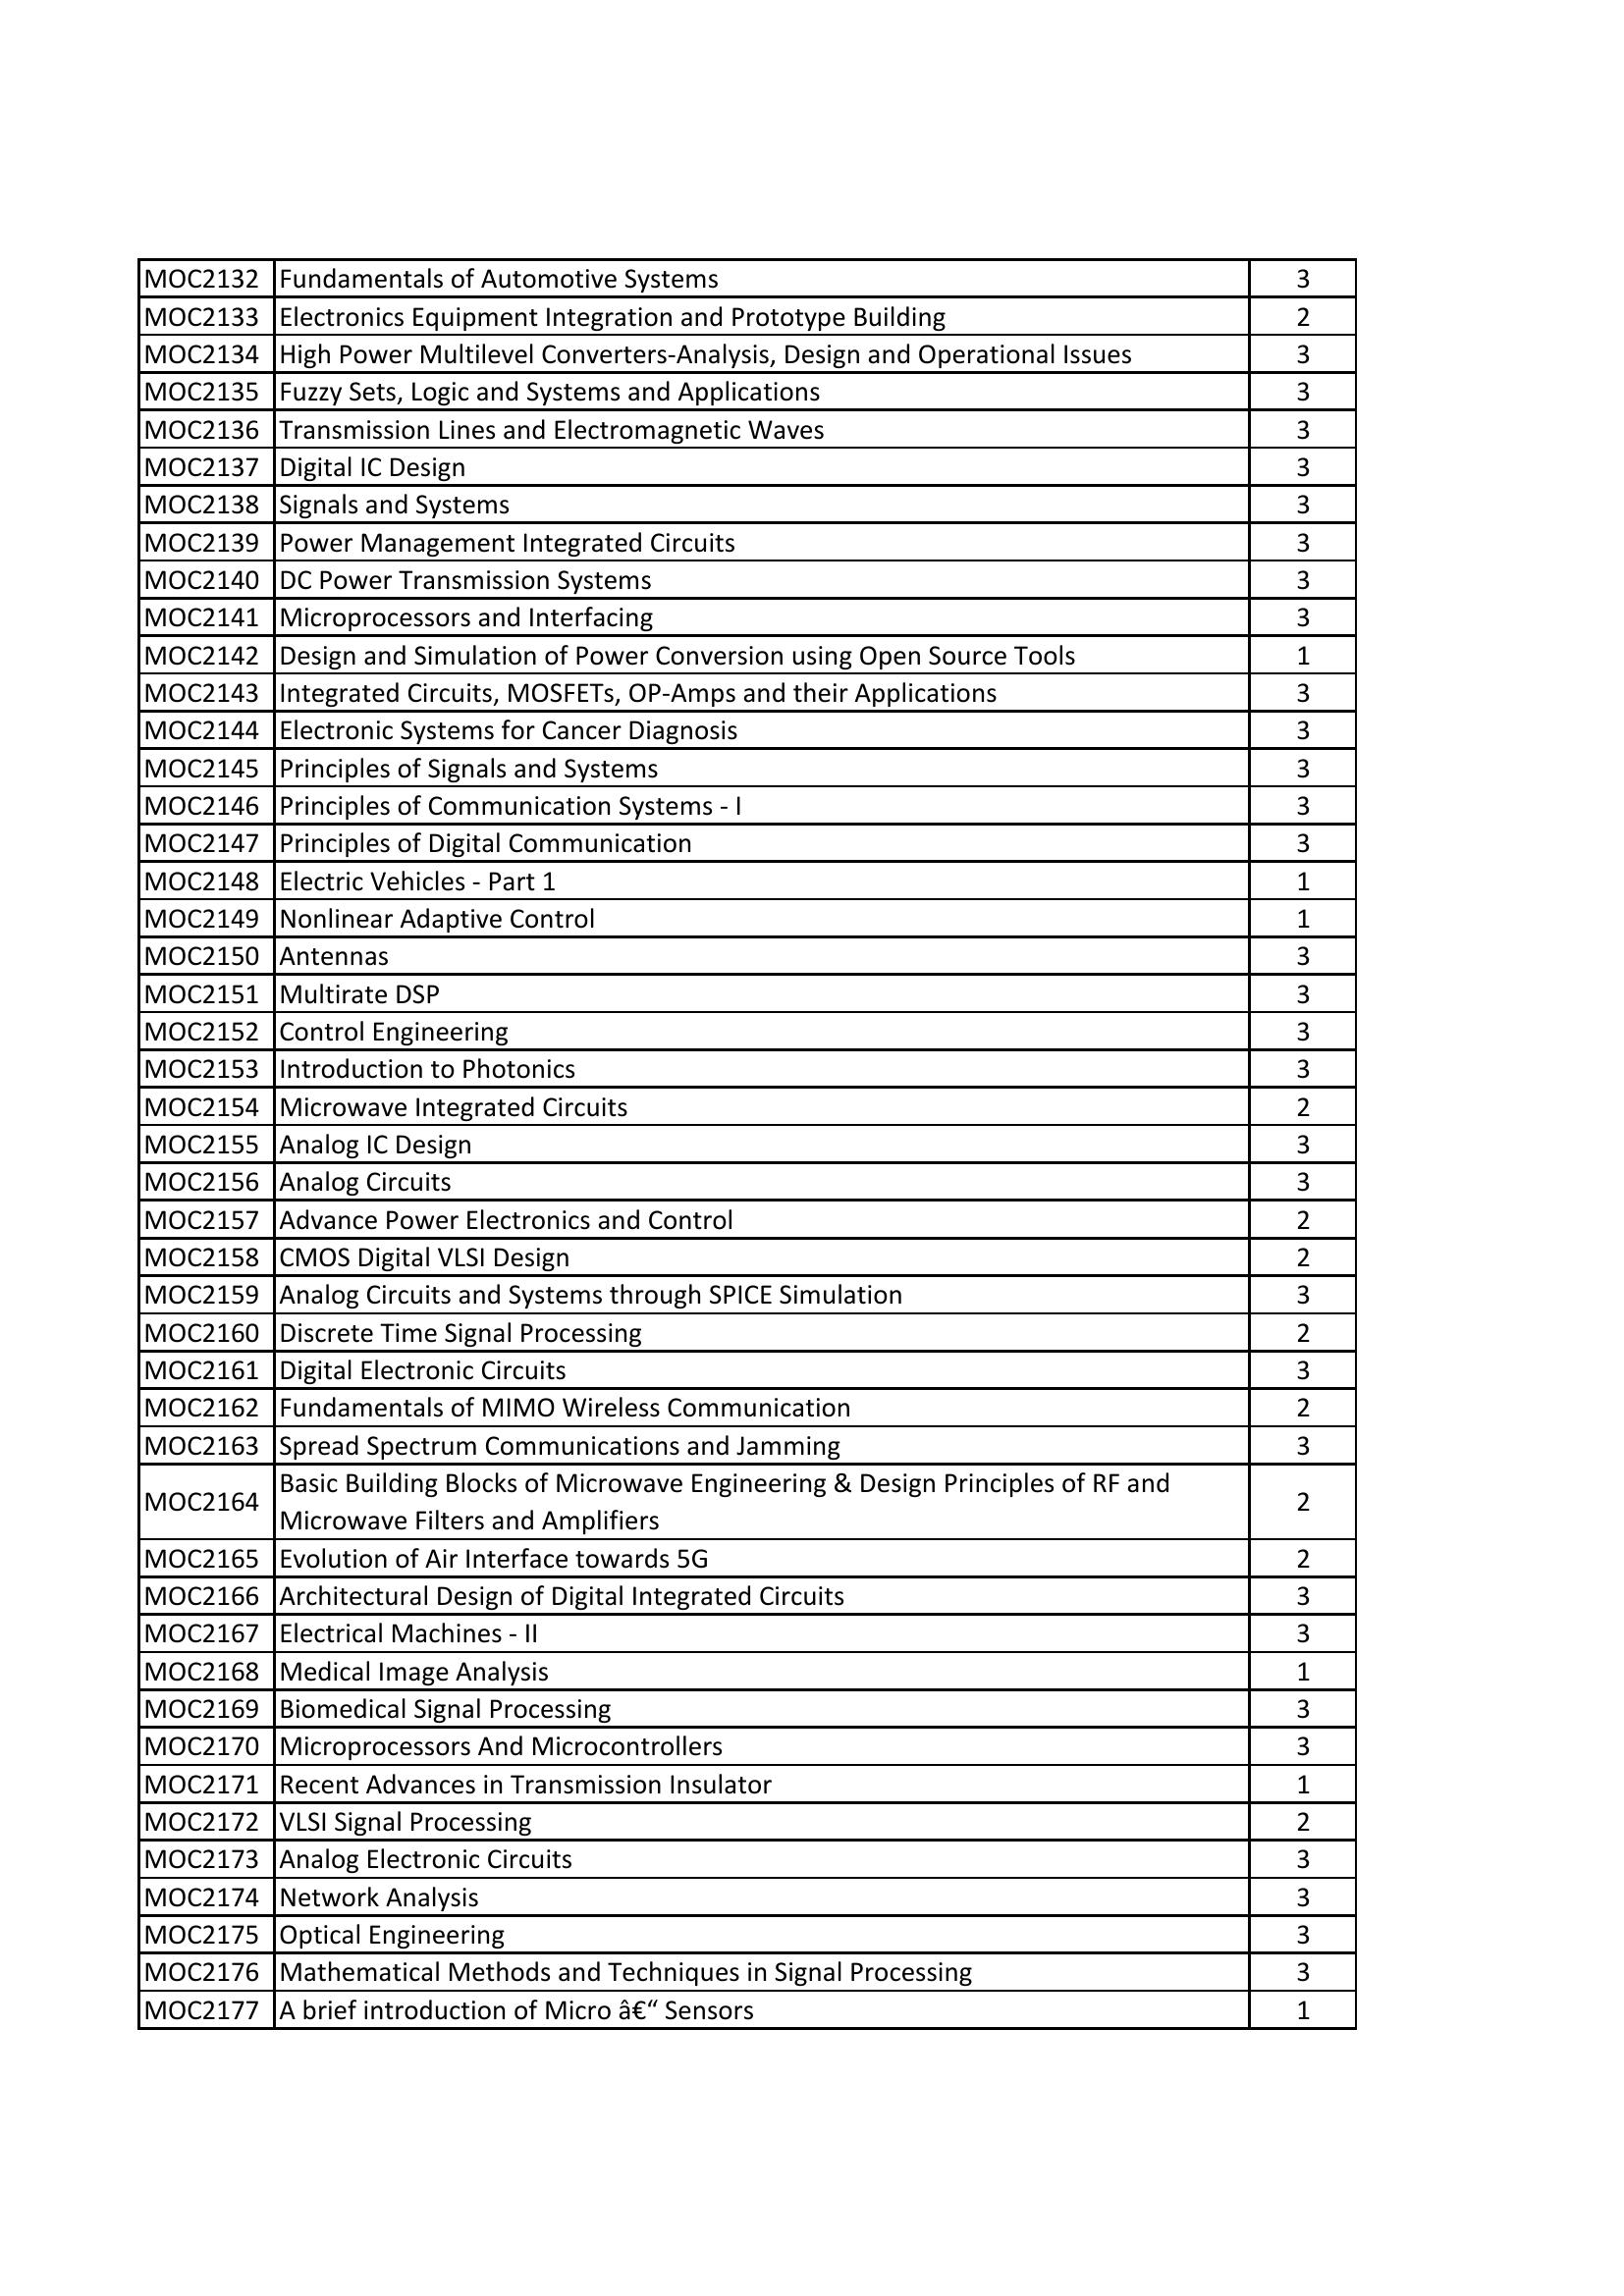 MOC2132 Fundamentals of Automotive Systems 3
MOC2133 Electronics Equipment Integration and Prototype Building 2
MOC2134 High Power Multilevel Converters-Analysis, Design and Operational Issues 3
MOC2135 Fuzzy Sets, Logic and Systems and Applications 3
MOC2136 Transmission Lines and Electromagnetic Waves 3
MOC2137 Digital IC Design 3
MOC2138 Signals and Systems 3
MOC2139 Power Management Integrated Circuits 3
MOC2140 DC Power Transmission Systems 3
MOC2141 Microprocessors and Interfacing 3
MOC2142 Design and Simulation of Power Conversion using Open Source Tools 1
MOC2143 Integrated Circuits, MOSFETs, OP-Amps and their Applications 3
MOC2144 Electronic Systems for Cancer Diagnosis 3
MOC2145 Principles of Signals and Systems 3
MOC2146 Principles of Communication Systems - I 3
MOC2147 Principles of Digital Communication 3
MOC2148 Electric Vehicles - Part 1 1
MOC2149 Nonlinear Adaptive Control 1
MOC2150 Antennas 3
MOC2151 Multirate DSP 3
MOC2152 Control Engineering 3
MOC2153 Introduction to Photonics 3
MOC2154 Microwave Integrated Circuits 2
MOC2155 Analog IC Design 3
MOC2156 Analog Circuits 3
MOC2157 Advance Power Electronics and Control 2
MOC2158 CMOS Digital VLSI Design 2
MOC2159 Analog Circuits and Systems through SPICE Simulation 3
MOC2160 Discrete Time Signal Processing 2
MOC2161 Digital Electronic Circuits 3
MOC2162 Fundamentals of MIMO Wireless Communication 2
MOC2163 Spread Spectrum Communications and Jamming 3
MOC2164 Basic Building Blocks of Microwave Engineering & Design Principles of RF and
Microwave Filters and Amplifiers 2
MOC2165 Evolution of Air Interface towards 5G 2
MOC2166 Architectural Design of Digital Integrated Circuits 3
MOC2167 Electrical Machines - II 3
MOC2168 Medical Image Analysis 1
MOC2169 Biomedical Signal Processing 3
MOC2170 Microprocessors And Microcontrollers 3
MOC2171 Recent Advances in Transmission Insulator 1
MOC2172 VLSI Signal Processing 2
MOC2173 Analog Electronic Circuits 3
MOC2174 Network Analysis 3
MOC2175 Optical Engineering 3
MOC2176 Mathematical Methods and Techniques in Signal Processing 3
MOC2177 A brief introduction of Micro â€“ Sensors 1